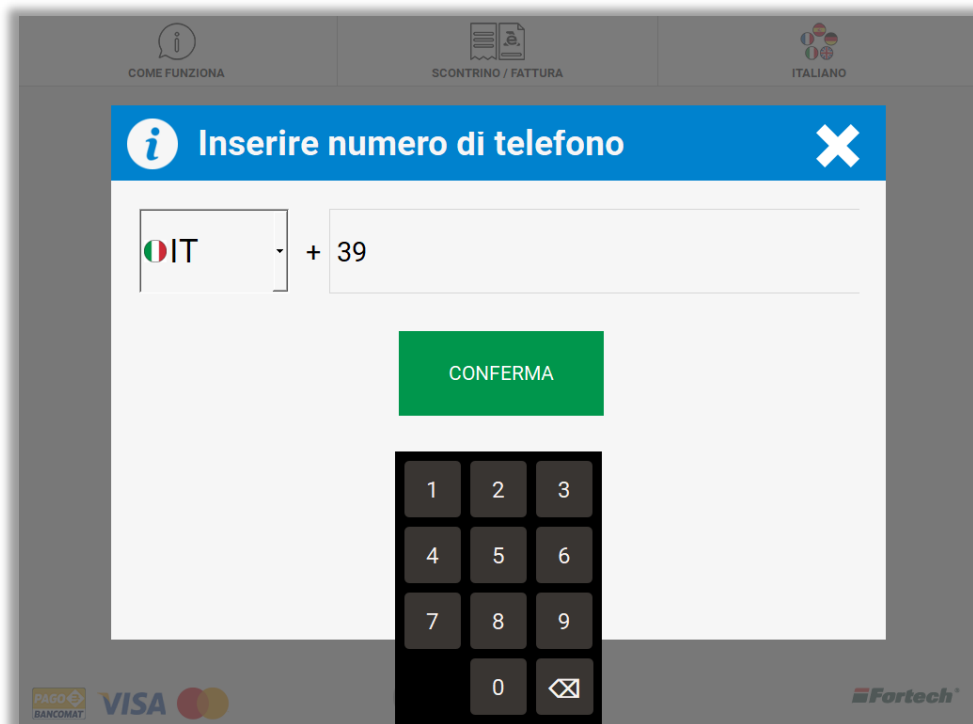 COME FUNZIONA
SCONTRINO / FATTURA
ITALIANO
i Inserire numero di telefono
IT + 39
CONFERMA
1 2 3
4 5 6
7 8 9
0
PAGO
BANCOMAT
VISA
Fortech